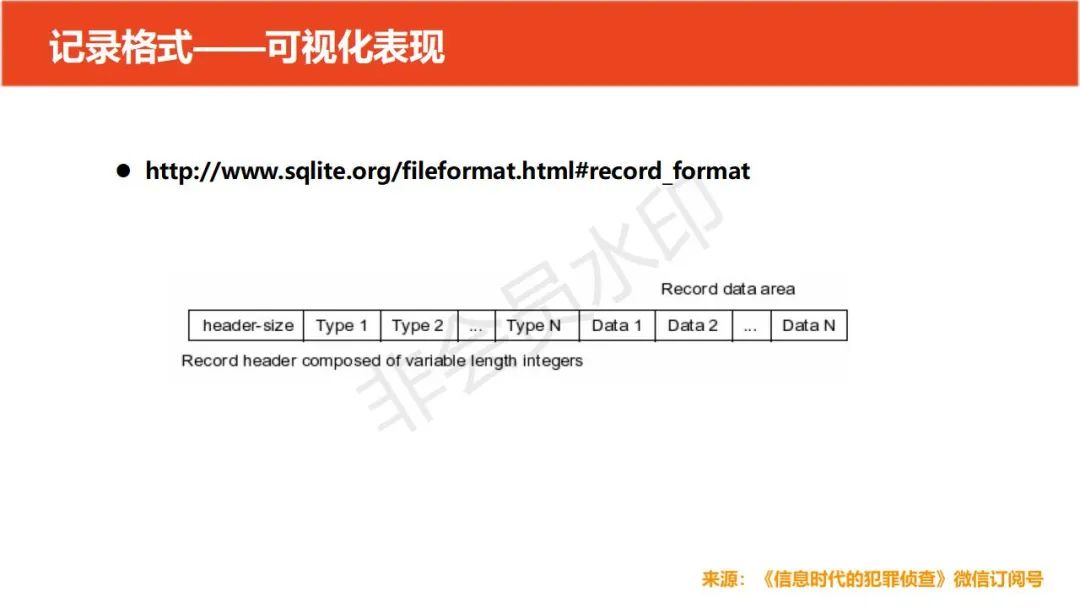 记录格式——可视化表现
● http://www.sqlite.org/fileformat.html#record_format
Record data area
header-size Type 1 Type 2 ... Type N Data 1 Data 2 ... Data N
Record header composed of variable length integers
非会员水印
来源：《信息时代的犯罪侦查》微信订阅号